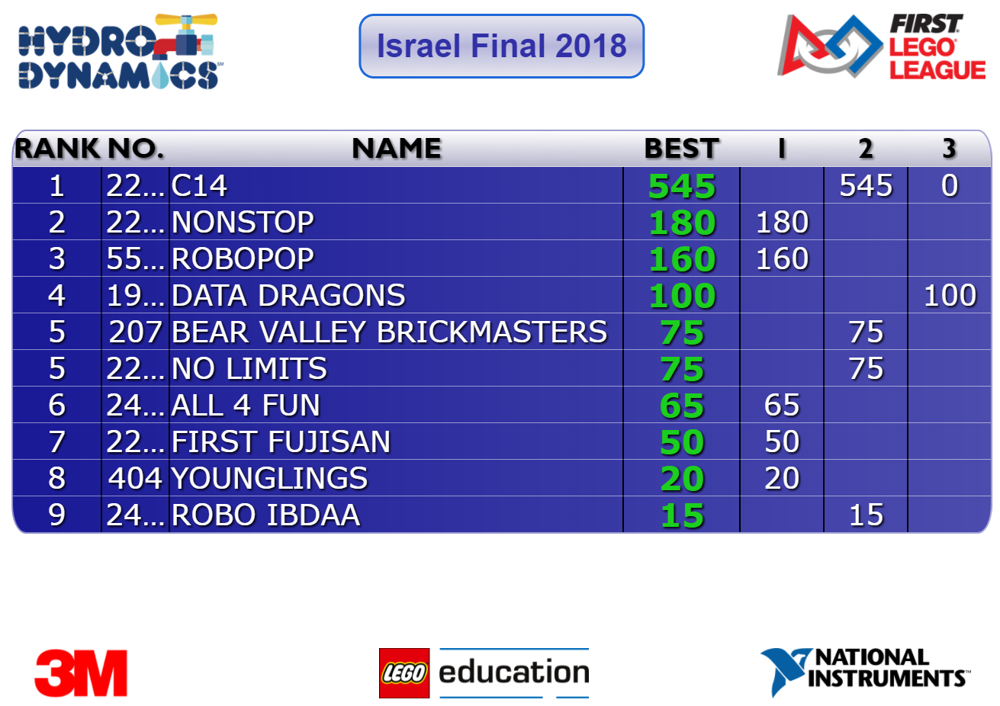 HYDRO
DYNAMICS℠
Israel Final 2018
FIRST®
LEGO®
LEAGUE
RANK NO. NAME BEST 1 2 3
1 22... C14 545 545 0
2 22... NONSTOP 180 180
3 55... ROBOPOP 160 160
4 19... DATA DRAGONS 100 100
5 207 BEAR VALLEY BRICKMASTERS 75 75
5 22... NO LIMITS 75 75
6 24... ALL 4 FUN 65 65
7 22... FIRST FUJISAN 50 50
8 404 YOUNGLINGS 20 20
9 24... ROBO IBDAA 15 15
3M
LEGO education
NATIONAL
INSTRUMENTS™